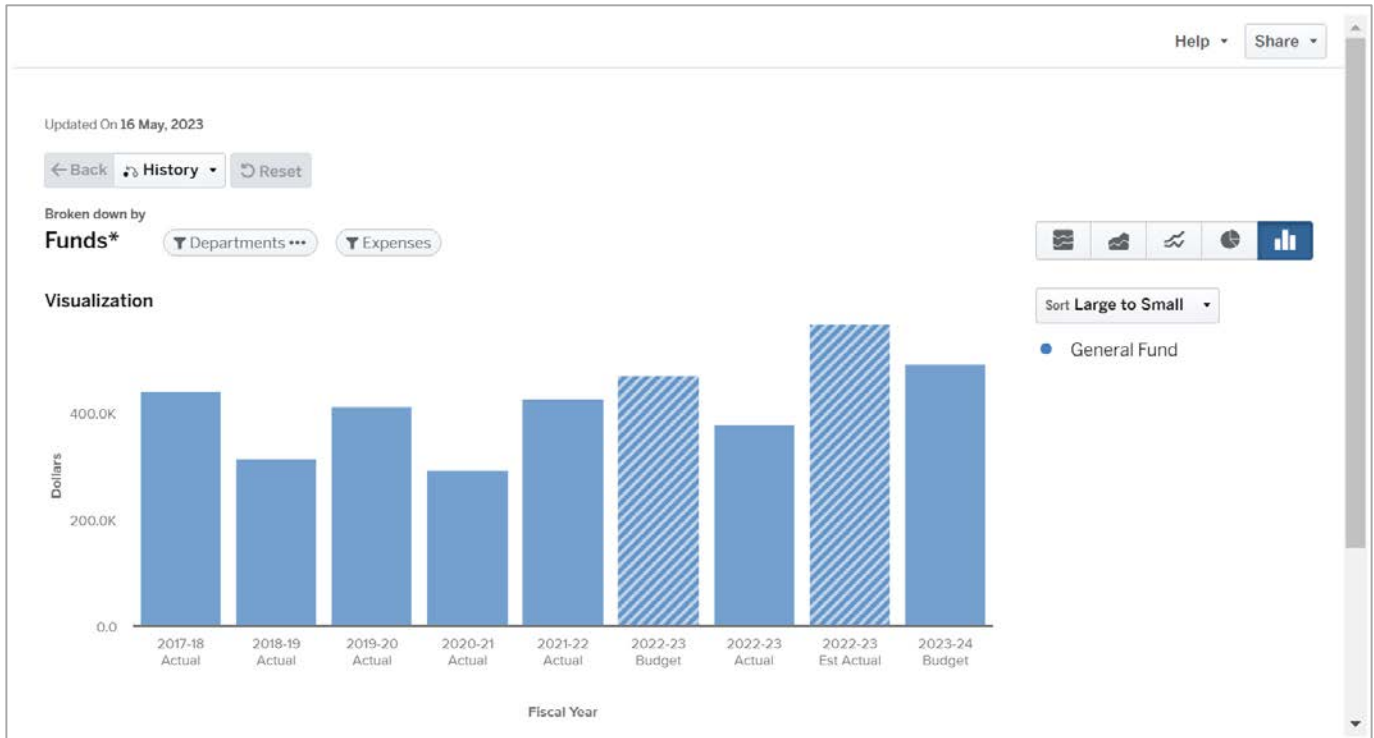 Help
Share
Updated On 16 May, 2023
Back
History
Reset
Broken down by
Funds*
Departments •••
Expenses
Visualization
Sort Large to Small
General Fund
400.0K
200.0K
0.0
Dollars
2017-18 Actual
2018-19 Actual
2019-20 Actual
2020-21 Actual
2021-22 Actual
2022-23 Budget
2022-23 Actual
2022-23 Est Actual
2023-24 Budget
Fiscal Year